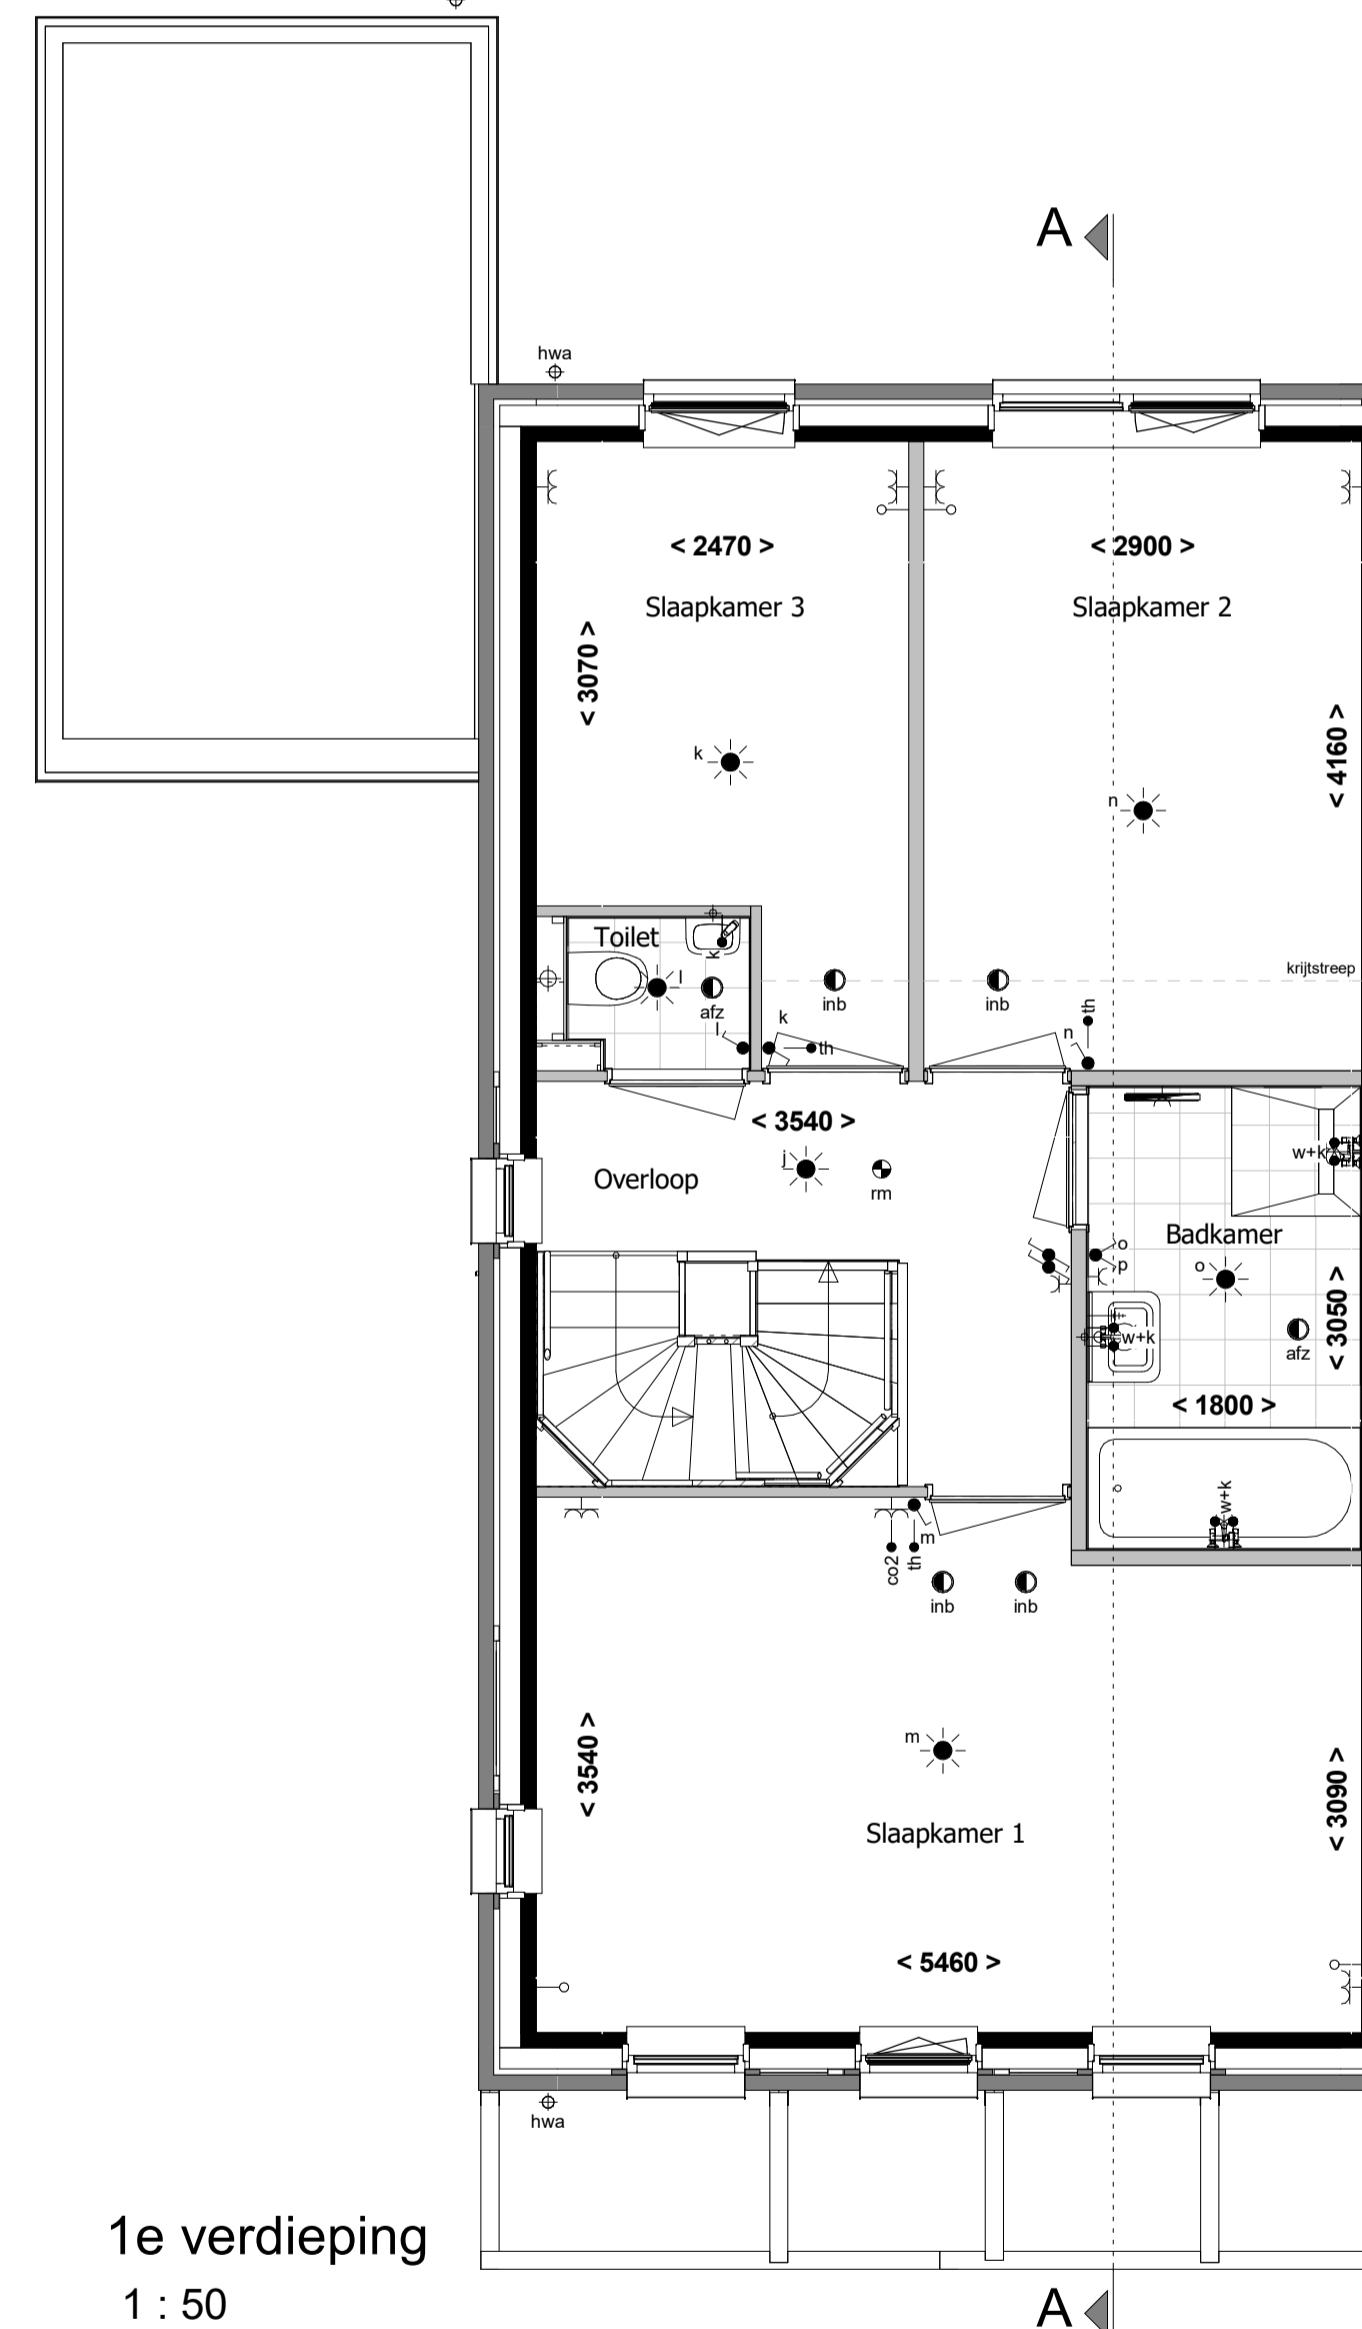 A
hwa
< 2470 >
< 2900 >
Slaapkamer 3
Slaapkamer 2
< 3070 >
< 4160 >
k
n
Toilet
k
l
afz
l
k
th
inb
inb
krijtstreep
th
n
< 3540 >
j
rm
Overloop
w+k
Badkamer
o
p
o
w+k
afz
< 3050 >
< 1800 >
w+k
m
co2
th
inb
inb
m
< 3540 >
< 3090 >
Slaapkamer 1
< 5460 >
hwa
1e verdieping
1 : 50
A